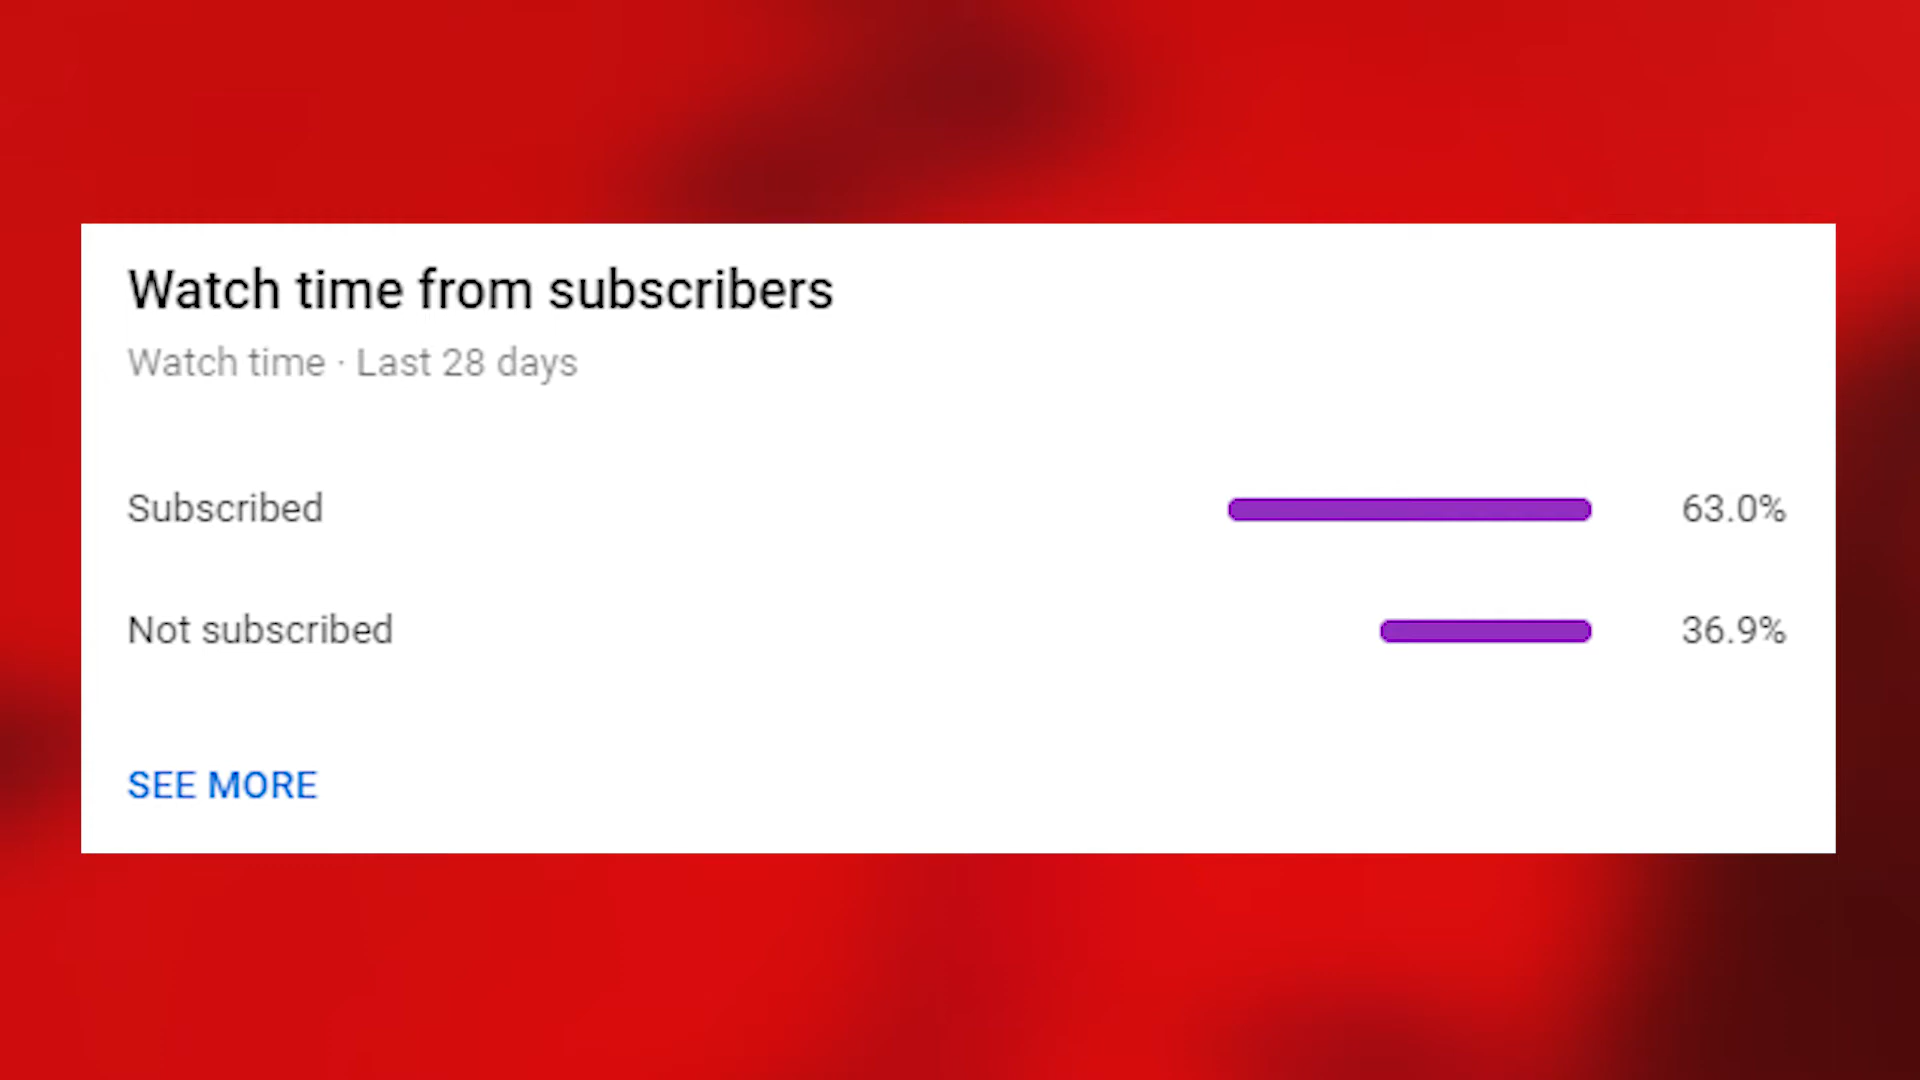 Watch time from subscribers
Watch time · Last 28 days
Subscribed 63.0%
Not subscribed 36.9%
SEE MORE